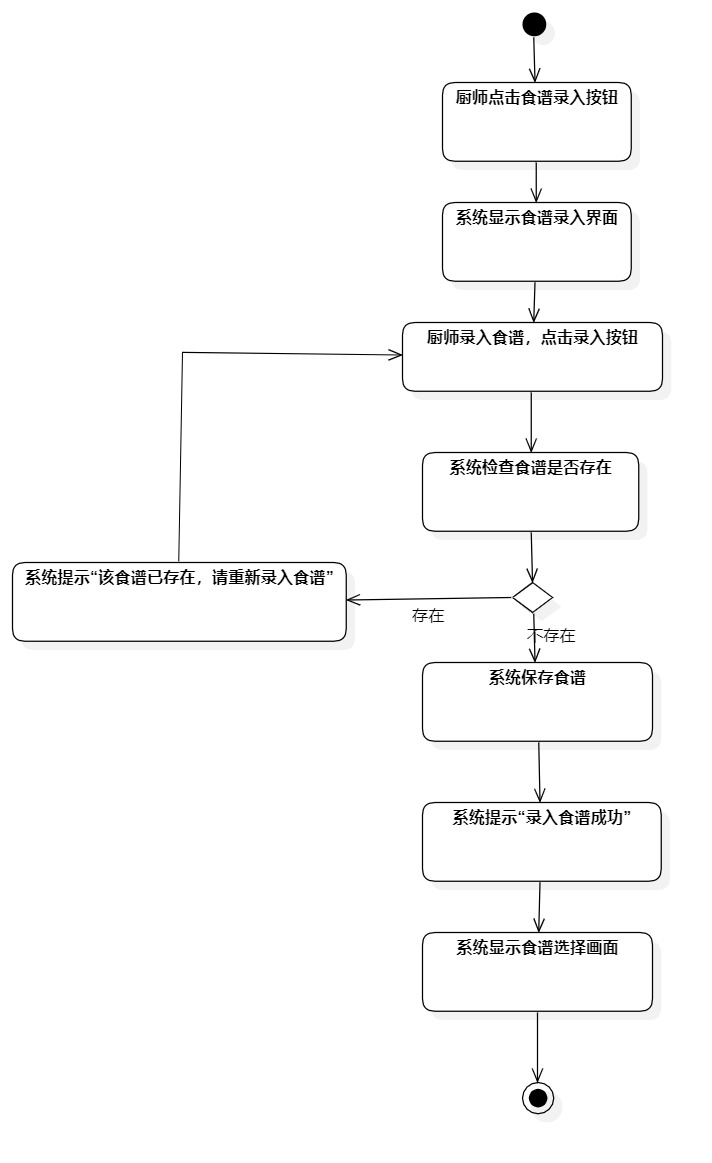 厨师点击食谱录入按钮
系统显示食谱录入界面
厨师录入食谱，点击录入按钮
系统检查食谱是否存在
系统提示“该食谱已存在，请重新录入食谱”
存在
不存在
系统保存食谱
系统提示“录入食谱成功”
系统显示食谱选择画面